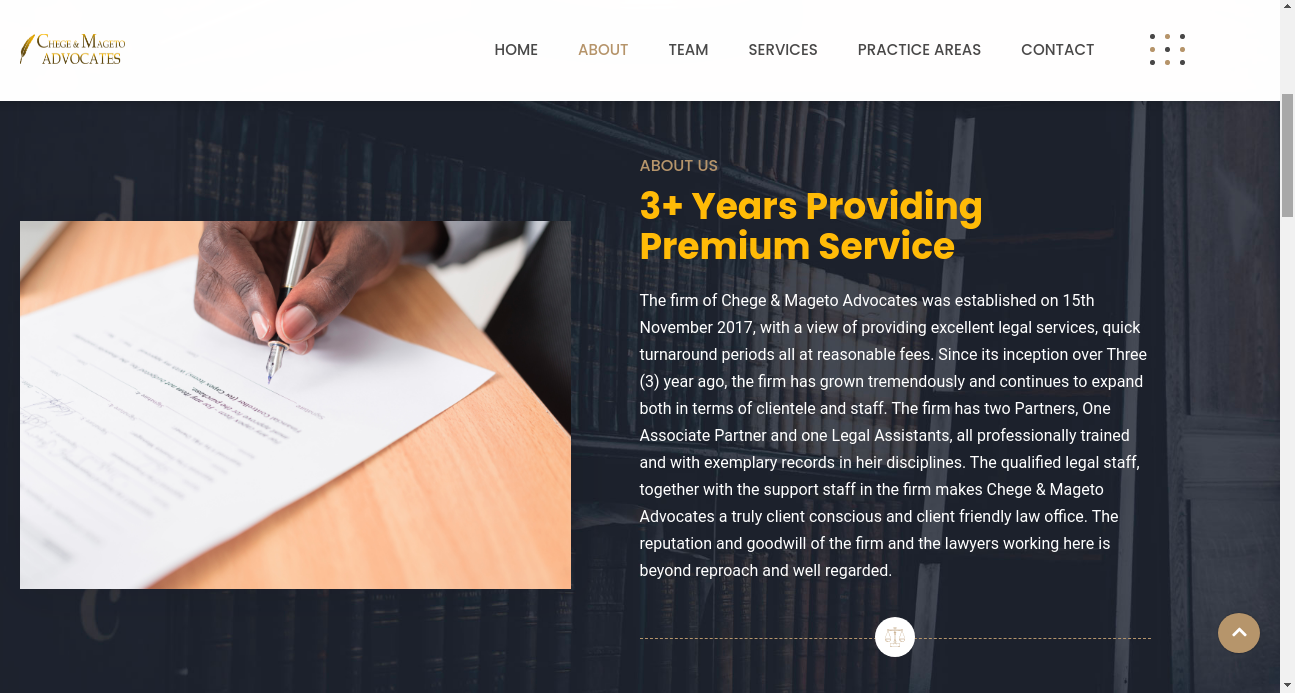 CHEGE & MAGETO
ADVOCATES
HOME
ABOUT
TEAM
SERVICES
PRACTICE AREAS
CONTACT
ABOUT US
3+ Years Providing
Premium Service
The firm of Chege & Mageto Advocates was established on 15th
November 2017, with a view of providing excellent legal services, quick
turnaround periods all at reasonable fees. Since its inception over Three
(3) year ago, the firm has grown tremendously and continues to expand
both in terms of clientele and staff. The firm has two Partners, One
Associate Partner and one Legal Assistants, all professionally trained
and with exemplary records in heir disciplines. The qualified legal staff,
together with the support staff in the firm makes Chege & Mageto
Advocates a truly client conscious and client friendly law office. The
reputation and goodwill of the firm and the lawyers working here is
beyond reproach and well regarded.